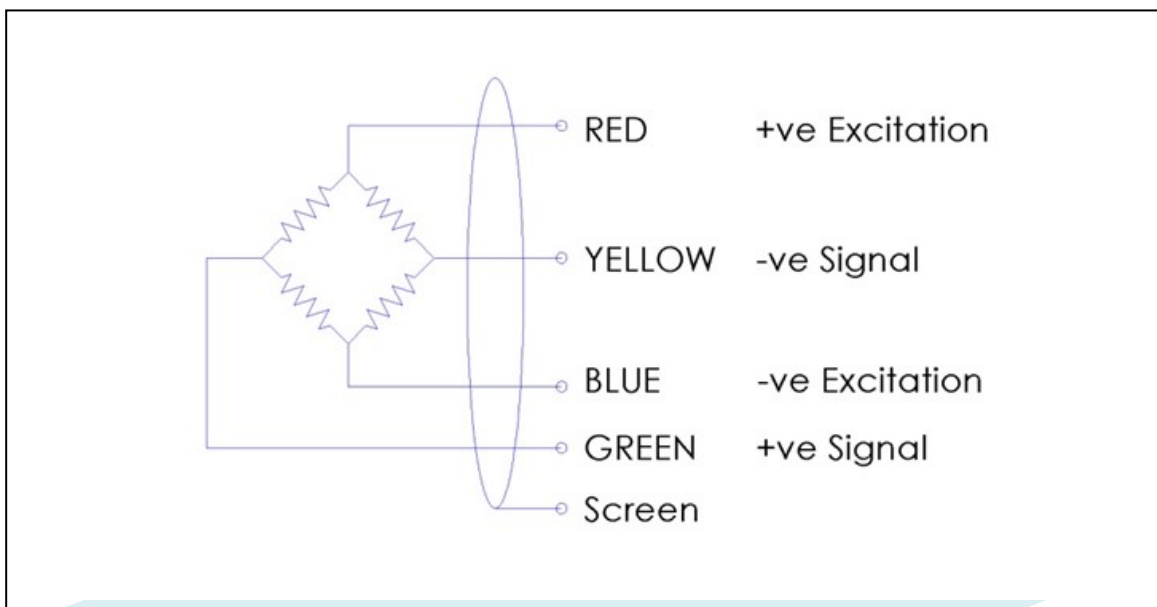 RED +ve Excitation
YELLOW -ve Signal
BLUE -ve Excitation
GREEN +ve Signal
Screen